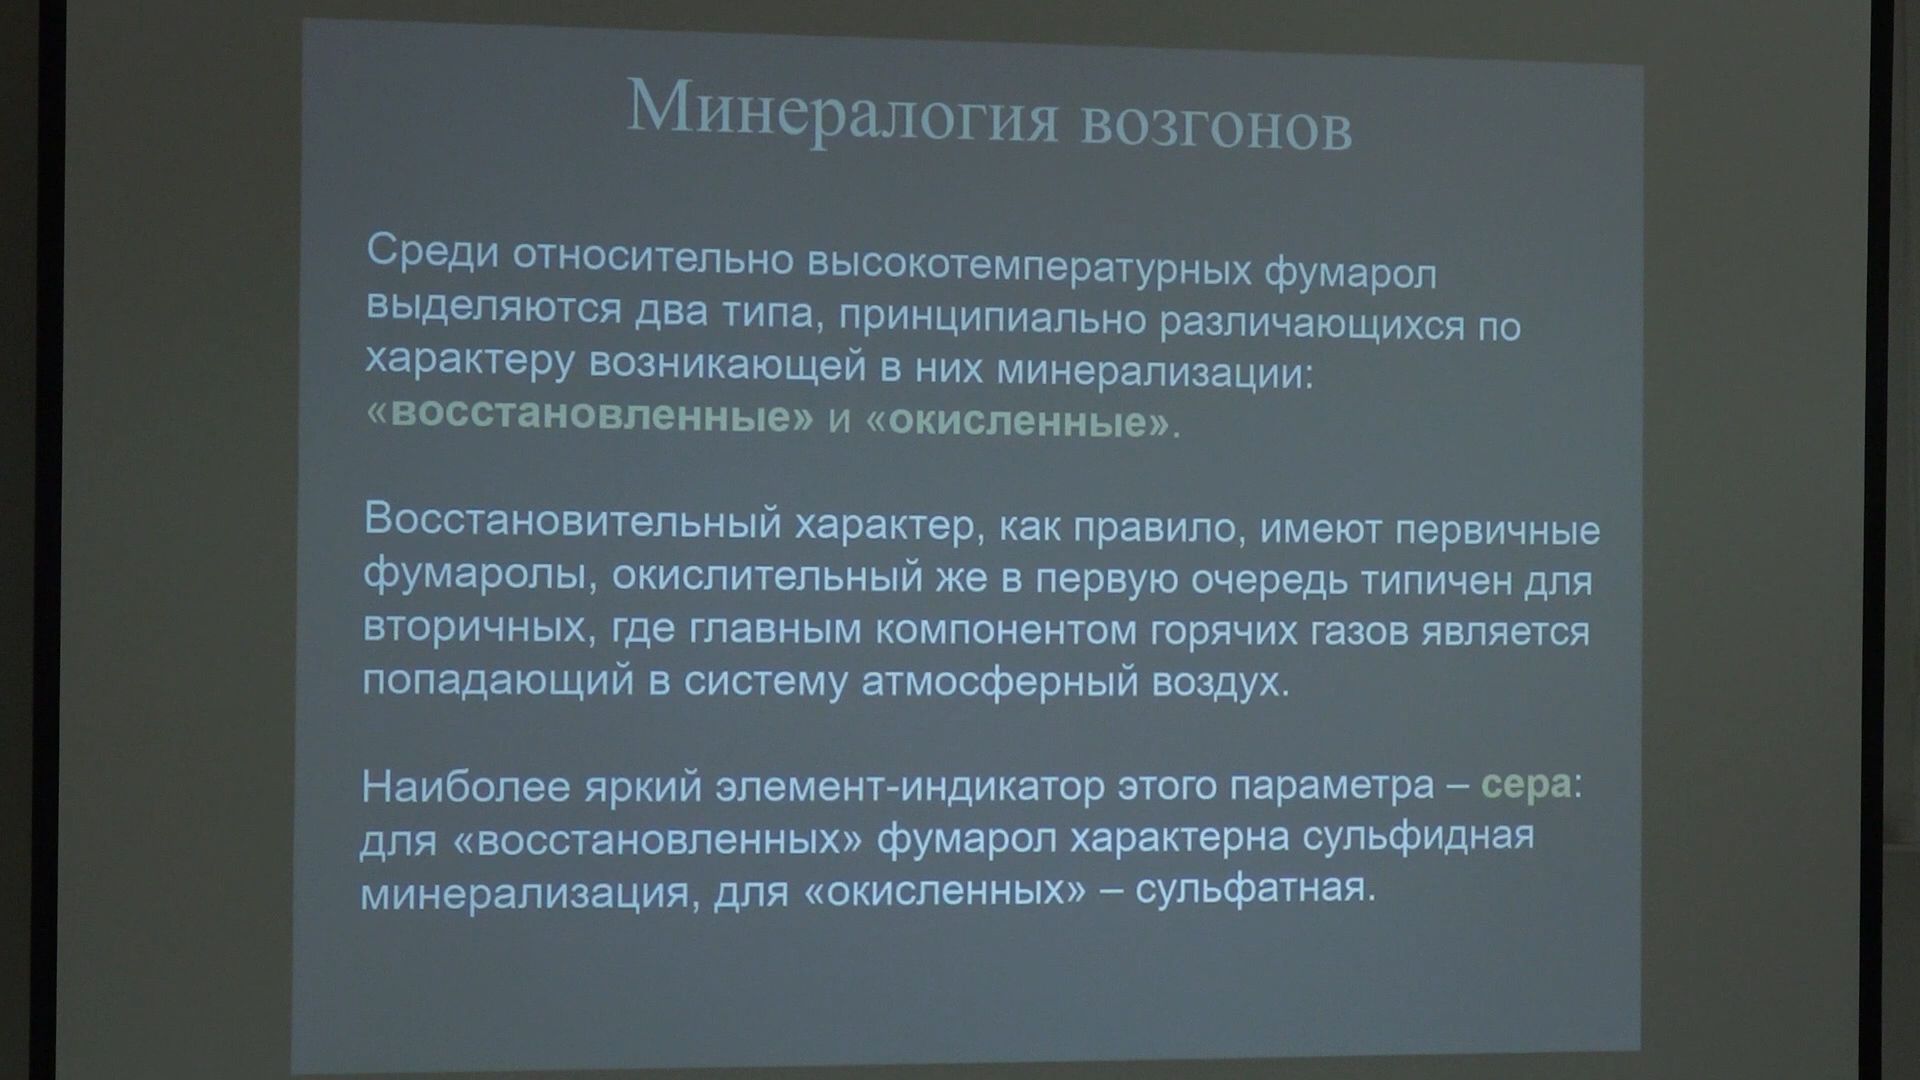 Минералогия возгонов
Среди относительно высокотемпературных фумарол
выделяются два типа, принципиально различающихся по
характеру возникающей в них минерализации:
«восстановленные» и «окисленные».
Восстановительный характер, как правило, имеют первичные
фумаролы, окислительный же в первую очередь типичен для
вторичных, где главным компонентом горячих газов является
попадающий в систему атмосферный воздух.
Наиболее яркий элемент-индикатор этого параметра – сера:
для «восстановленных» фумарол характерна сульфидная
минерализация, для «окисленных» – сульфатная.